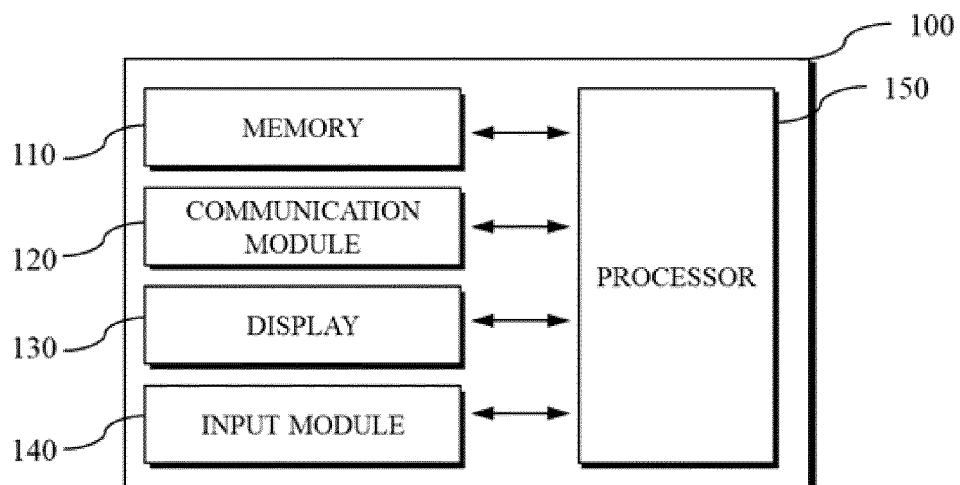 100
150
MEMORY
110
COMMUNICATION
MODULE
120
PROCESSOR
DISPLAY
130
INPUT MODULE
140